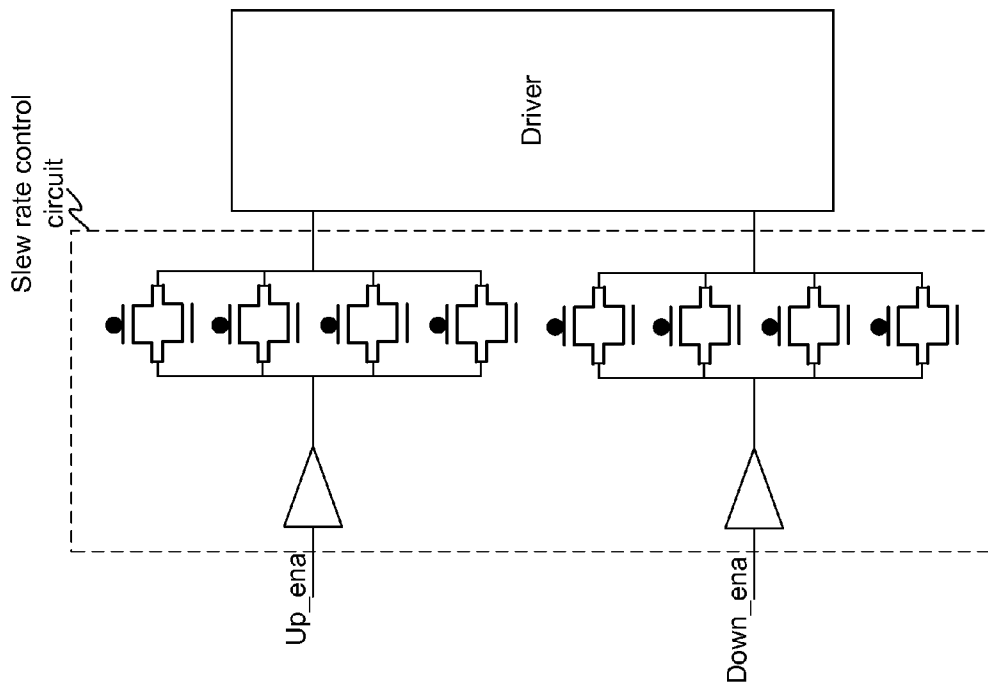 Slew rate control
circuit
Driver
Up_ena
Down_ena